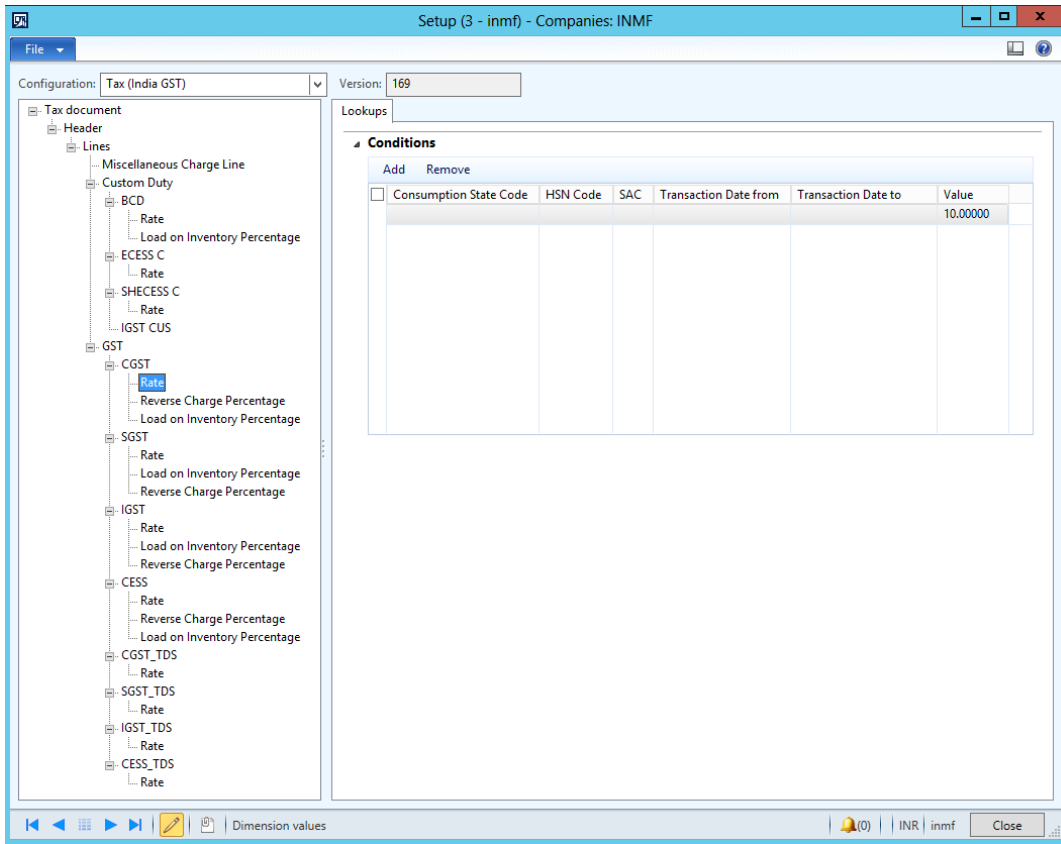 Setup (3 - inmf) - Companies: INMF
File
Configuration: Tax (India GST) Version: 169
Tax document
Header
Lines
Miscellaneous Charge Line
Custom Duty
BCD
Rate
Load on Inventory Percentage
ECESS C
Rate
SHECESS C
Rate
IGST CUS
GST
CGST
Rate
Reverse Charge Percentage
Load on Inventory Percentage
SGST
Rate
Load on Inventory Percentage
Reverse Charge Percentage
IGST
Rate
Load on Inventory Percentage
Reverse Charge Percentage
CESS
Rate
Reverse Charge Percentage
Load on Inventory Percentage
CGST_TDS
Rate
SGST_TDS
Rate
IGST_TDS
Rate
CESS_TDS
Rate
Lookups
Conditions
Add Remove
Consumption State Code HSN Code SAC Transaction Date from Transaction Date to Value
10.00000
Dimension values (0) INR inmf Close